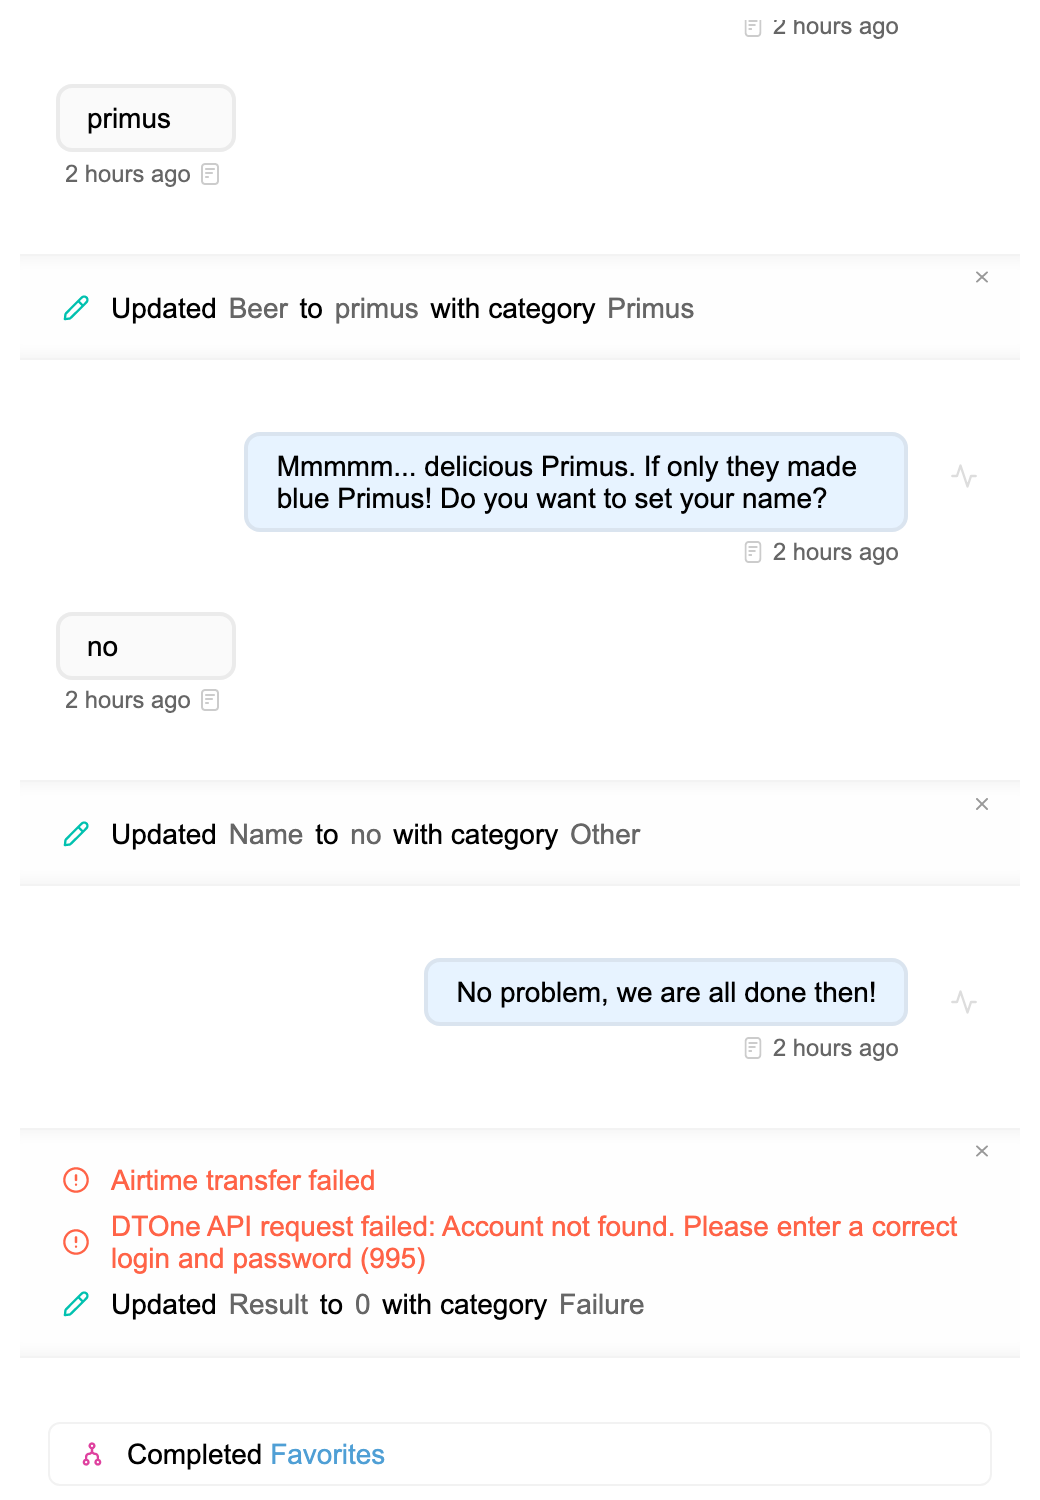 2 hours ago
primus
2 hours ago
Updated Beer to primus with category Primus
Mmmmm... delicious Primus. If only they made
blue Primus! Do you want to set your name?
2 hours ago
no
2 hours ago
Updated Name to no with category Other
No problem, we are all done then!
2 hours ago
Airtime transfer failed
DTOne API request failed: Account not found. Please enter a correct
login and password (995)
Updated Result to 0 with category Failure
Completed Favorites